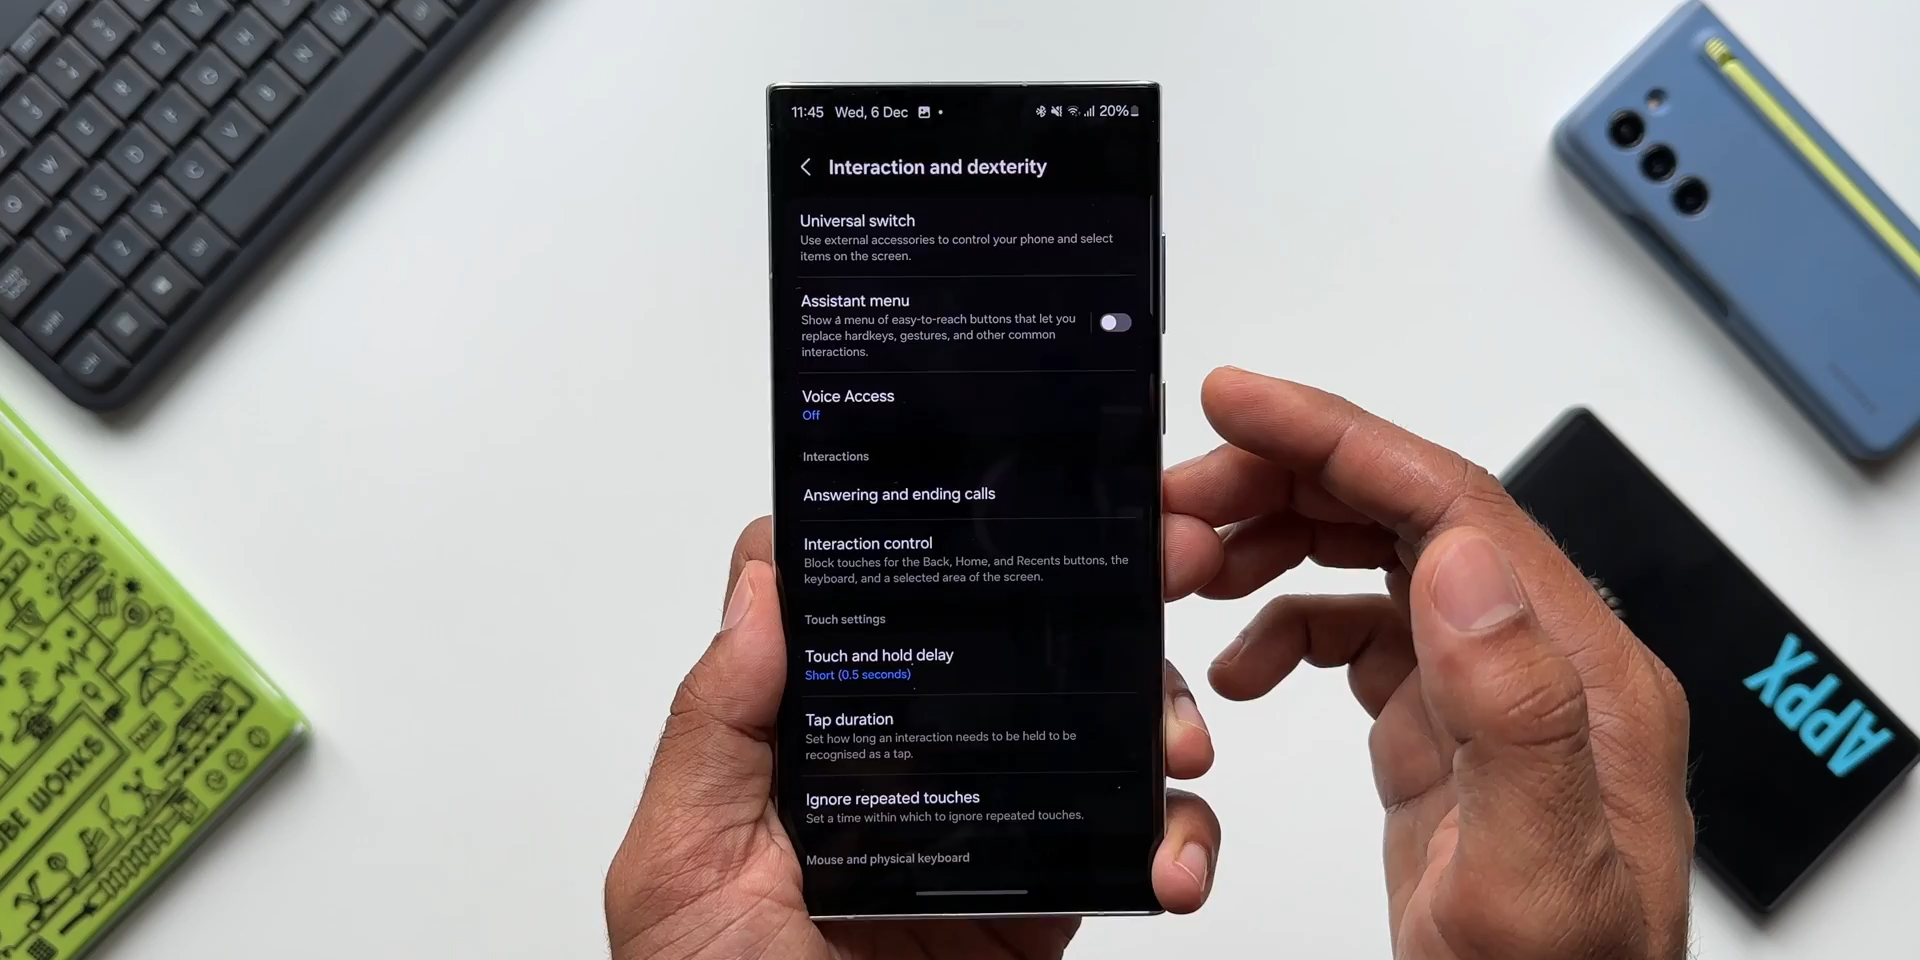 11:45 Wed, 6 Dec
20%
Interaction and dexterity
Universal switch
Use external accessories to control your phone and select
items on the screen.
Assistant menu
Show a menu of easy-to-reach buttons that let you
replace hardkeys, gestures, and other common
interactions.
Voice Access
Off
Interactions
Answering and ending calls
Interaction control
Block touches for the Back, Home, and Recents buttons, the
keyboard, and a selected area of the screen.
Touch settings
Touch and hold delay
Short (0.5 seconds)
Tap duration
Set how long an interaction needs to be held to be
recognised as a tap.
Ignore repeated touches
Set a time within which to ignore repeated touches.
Mouse and physical keyboard
WORKS
APPX